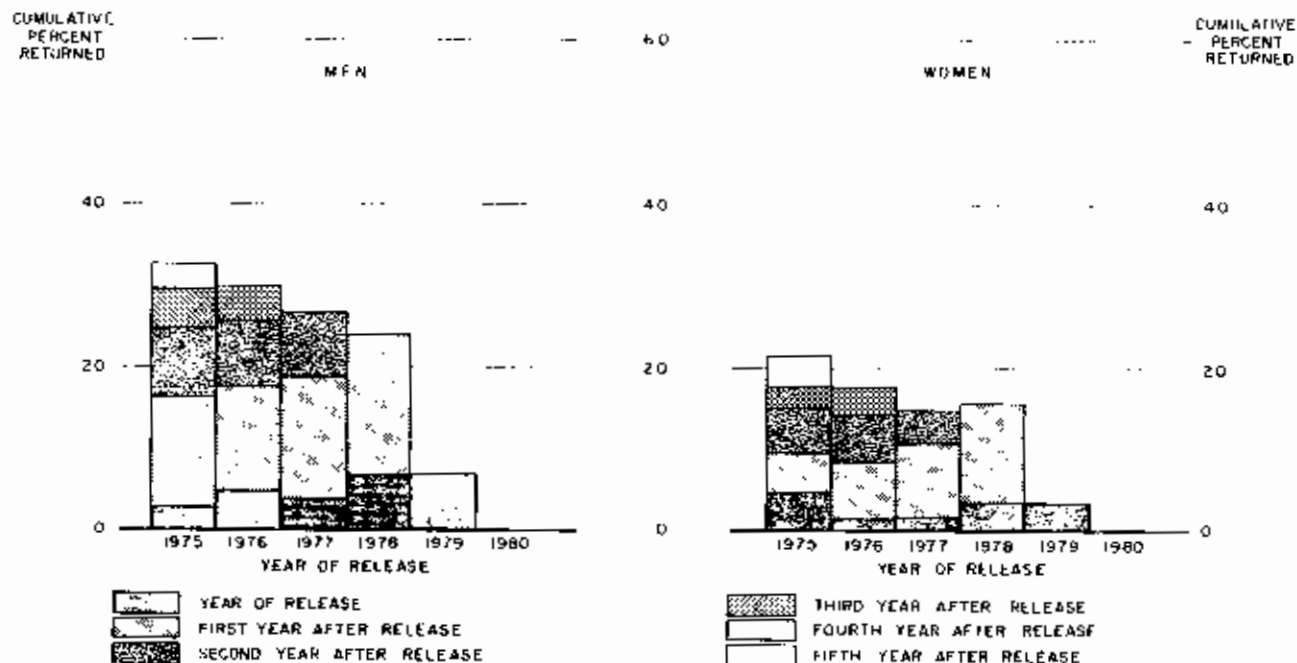 CUMULATIVE
PERCENT
RETURNED
MEN
60
40
20
0
1975 1976 1977 1978 1979 1980
YEAR OF RELEASE
YEAR OF RELEASE
FIRST YEAR AFTER RELEASE
SECOND YEAR AFTER RELEASE
CUMULATIVE
PERCENT
RETURNED
WOMEN
40
40
20
20
0
0
1975 1976 1977 1978 1979 1980
YEAR OF RELEASE
THIRD YEAR AFTER RELEASE
FOURTH YEAR AFTER RELEASE
FIFTH YEAR AFTER RELEASE